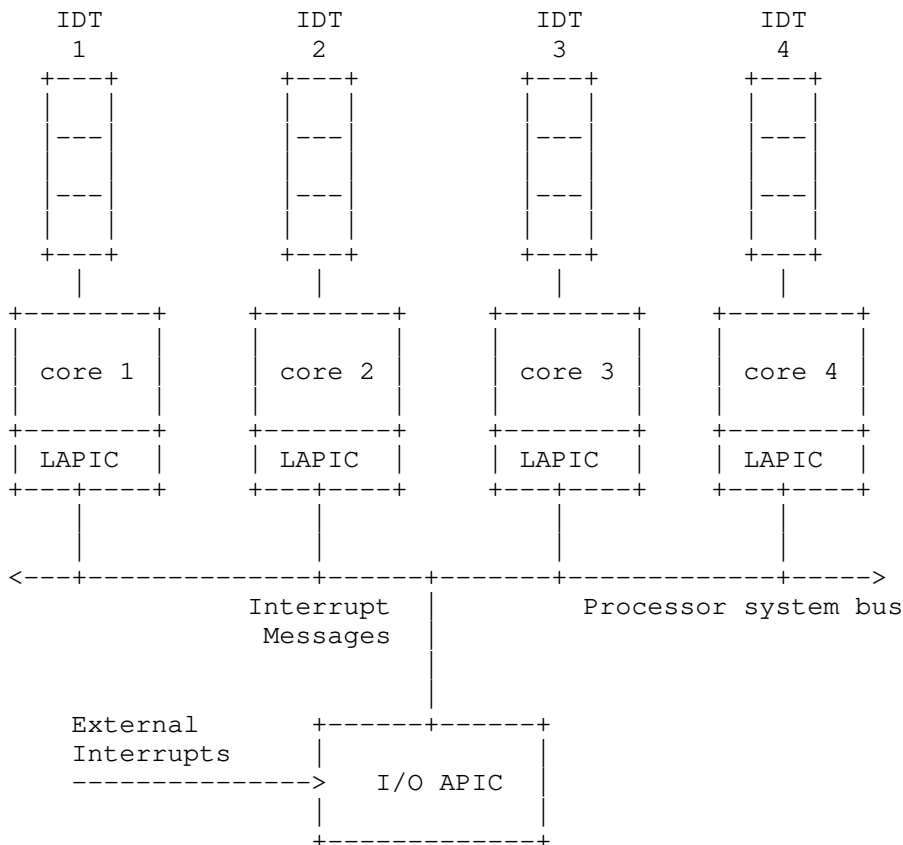 IDT IDT IDT IDT
1 2 3 4
core 1 core 2 core 3 core 4
LAPIC LAPIC LAPIC LAPIC
Interrupt Processor system bus
Messages
External
Interrupts
I/O APIC